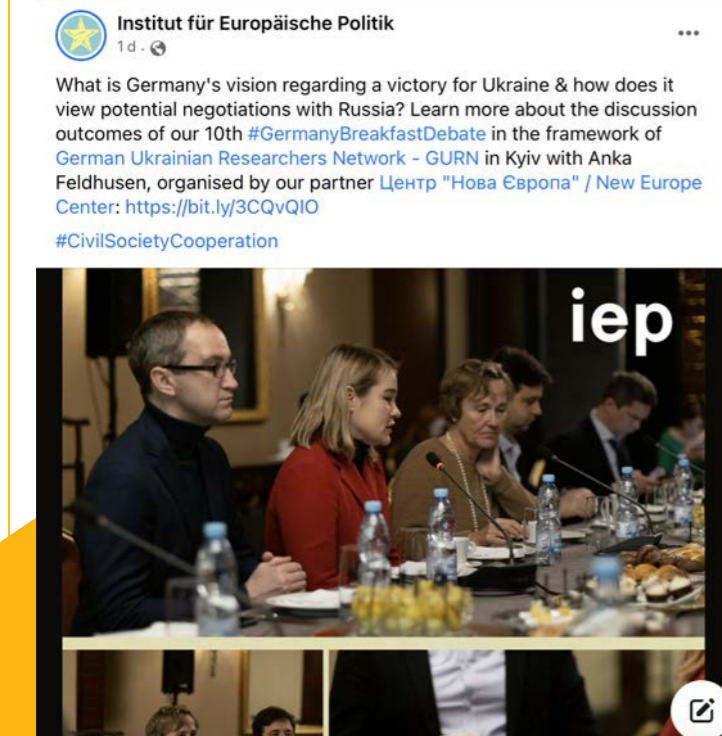 Institut für Europäische Politik
1 d ·
What is Germany's vision regarding a victory for Ukraine & how does it
view potential negotiations with Russia? Learn more about the discussion
outcomes of our 10th #GermanyBreakfastDebate in the framework of
German Ukrainian Researchers Network - GURN in Kyiv with Anka
Feldhusen, organised by our partner Центр "Нова Європа" / New Europe
Center: https://bit.ly/3CQvQIO
#CivilSocietyCooperation
iep